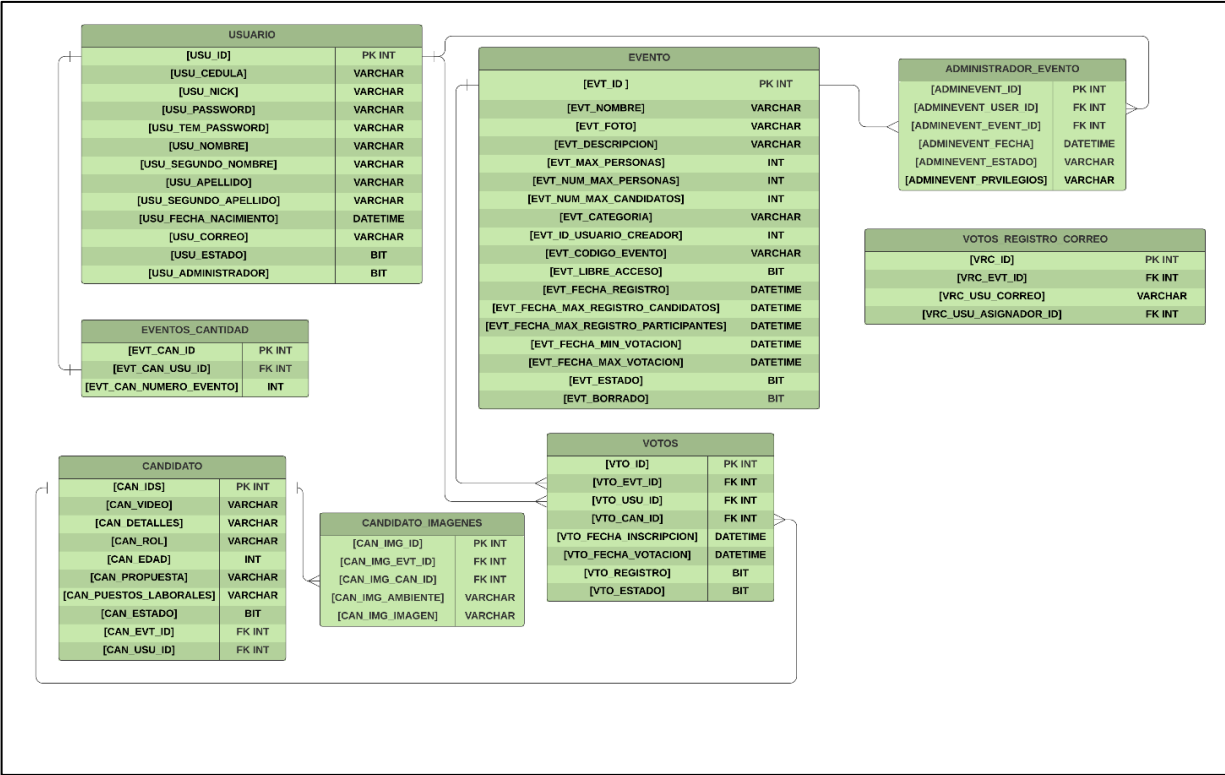 USUARIO
[USU_ID] PK INT
[USU_CEDULA] VARCHAR
[USU_NICK] VARCHAR
[USU_PASSWORD] VARCHAR
[USU_TEM_PASSWORD] VARCHAR
[USU_NOMBRE] VARCHAR
[USU_SEGUNDO_NOMBRE] VARCHAR
[USU_APELLIDO] VARCHAR
[USU_SEGUNDO_APELLIDO] VARCHAR
[USU_FECHA_NACIMIENTO] DATETIME
[USU_CORREO] VARCHAR
[USU_ESTADO] BIT
[USU_ADMINISTRADOR] BIT
EVENTO
[EVT_ID ] PK INT
[EVT_NOMBRE] VARCHAR
[EVT_FOTO] VARCHAR
[EVT_DESCRIPCION] VARCHAR
[EVT_MAX_PERSONAS] INT
[EVT_NUM_MAX_PERSONAS] INT
[EVT_NUM_MAX_CANDIDATOS] INT
[EVT_CATEGORIA] VARCHAR
[EVT_ID_USUARIO_CREADOR] INT
[EVT_CODIGO_EVENTO] VARCHAR
[EVT_LIBRE_ACCESO] BIT
[EVT_FECHA_REGISTRO] DATETIME
[EVT_FECHA_MAX_REGISTRO_CANDIDATOS] DATETIME
[EVT_FECHA_MAX_REGISTRO_PARTICIPANTES] DATETIME
[EVT_FECHA_MIN_VOTACION] DATETIME
[EVT_FECHA_MAX_VOTACION] DATETIME
[EVT_ESTADO] BIT
[EVT_BORRADO] BIT
ADMINISTRADOR_EVENTO
[ADMINEVENT_ID] PK INT
[ADMINEVENT_USER_ID] FK INT
[ADMINEVENT_EVENT_ID] FK INT
[ADMINEVENT_FECHA] DATETIME
[ADMINEVENT_ESTADO] VARCHAR
[ADMINEVENT_PRVILEGIOS] VARCHAR
VOTOS_REGISTRO_CORREO
[VRC_ID] PK INT
[VRC_EVT_ID] FK INT
[VRC_USU_CORREO] VARCHAR
[VRC_USU_ASIGNADOR_ID] FK INT
EVENTOS_CANTIDAD
[EVT_CAN_ID PK INT
[EVT_CAN_USU_ID] FK INT
[EVT_CAN_NUMERO_EVENTO] INT
CANDIDATO
[CAN_IDS] PK INT
[CAN_VIDEO] VARCHAR
[CAN_DETALLES] VARCHAR
[CAN_ROL] VARCHAR
[CAN_EDAD] INT
[CAN_PROPUESTA] VARCHAR
[CAN_PUESTOS_LABORALES] VARCHAR
[CAN_ESTADO] BIT
[CAN_EVT_ID] FK INT
[CAN_USU_ID] FK INT
CANDIDATO_IMAGENES
[CAN_IMG_ID] PK INT
[CAN_IMG_EVT_ID] FK INT
[CAN_IMG_CAN_ID] FK INT
[CAN_IMG_AMBIENTE] VARCHAR
[CAN_IMG_IMAGEN] VARCHAR
VOTOS
[VTO_ID] PK INT
[VTO_EVT_ID] FK INT
[VTO_USU_ID] FK INT
[VTO_CAN_ID] FK INT
[VTO_FECHA_INSCRIPCION] DATETIME
[VTO_FECHA_VOTACION] DATETIME
[VTO_REGISTRO] BIT
[VTO_ESTADO] BIT